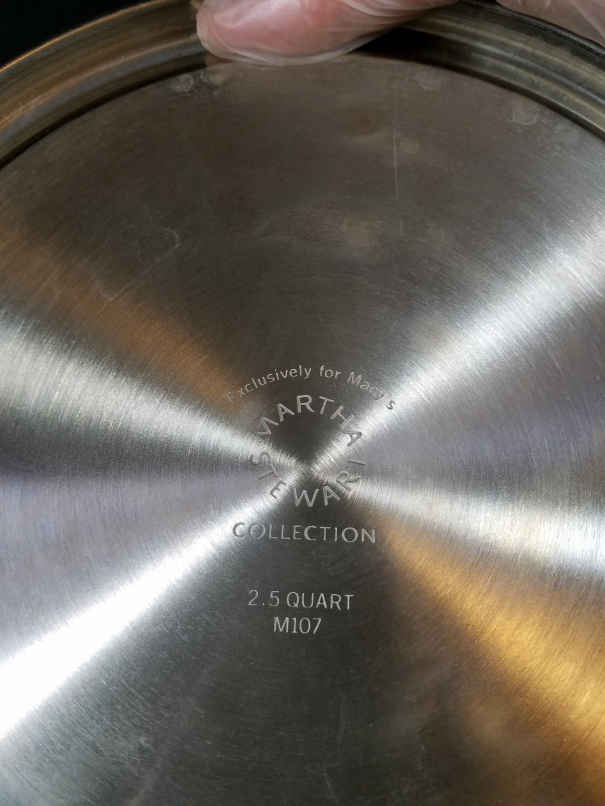 Exclusively for Macy's
MARTHA
STEWART
COLLECTION
2.5 QUART
M107